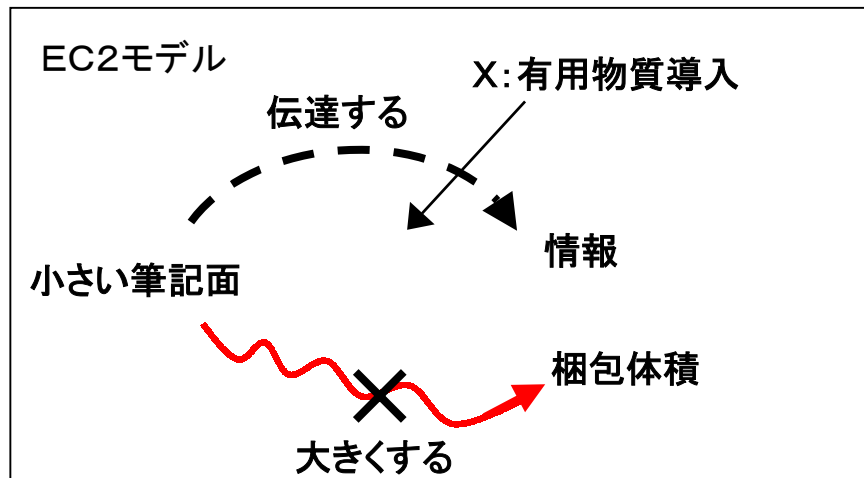 EC2モデル
X:有用物質導入
伝達する
情報
小さい筆記面
梱包体積
大きくする